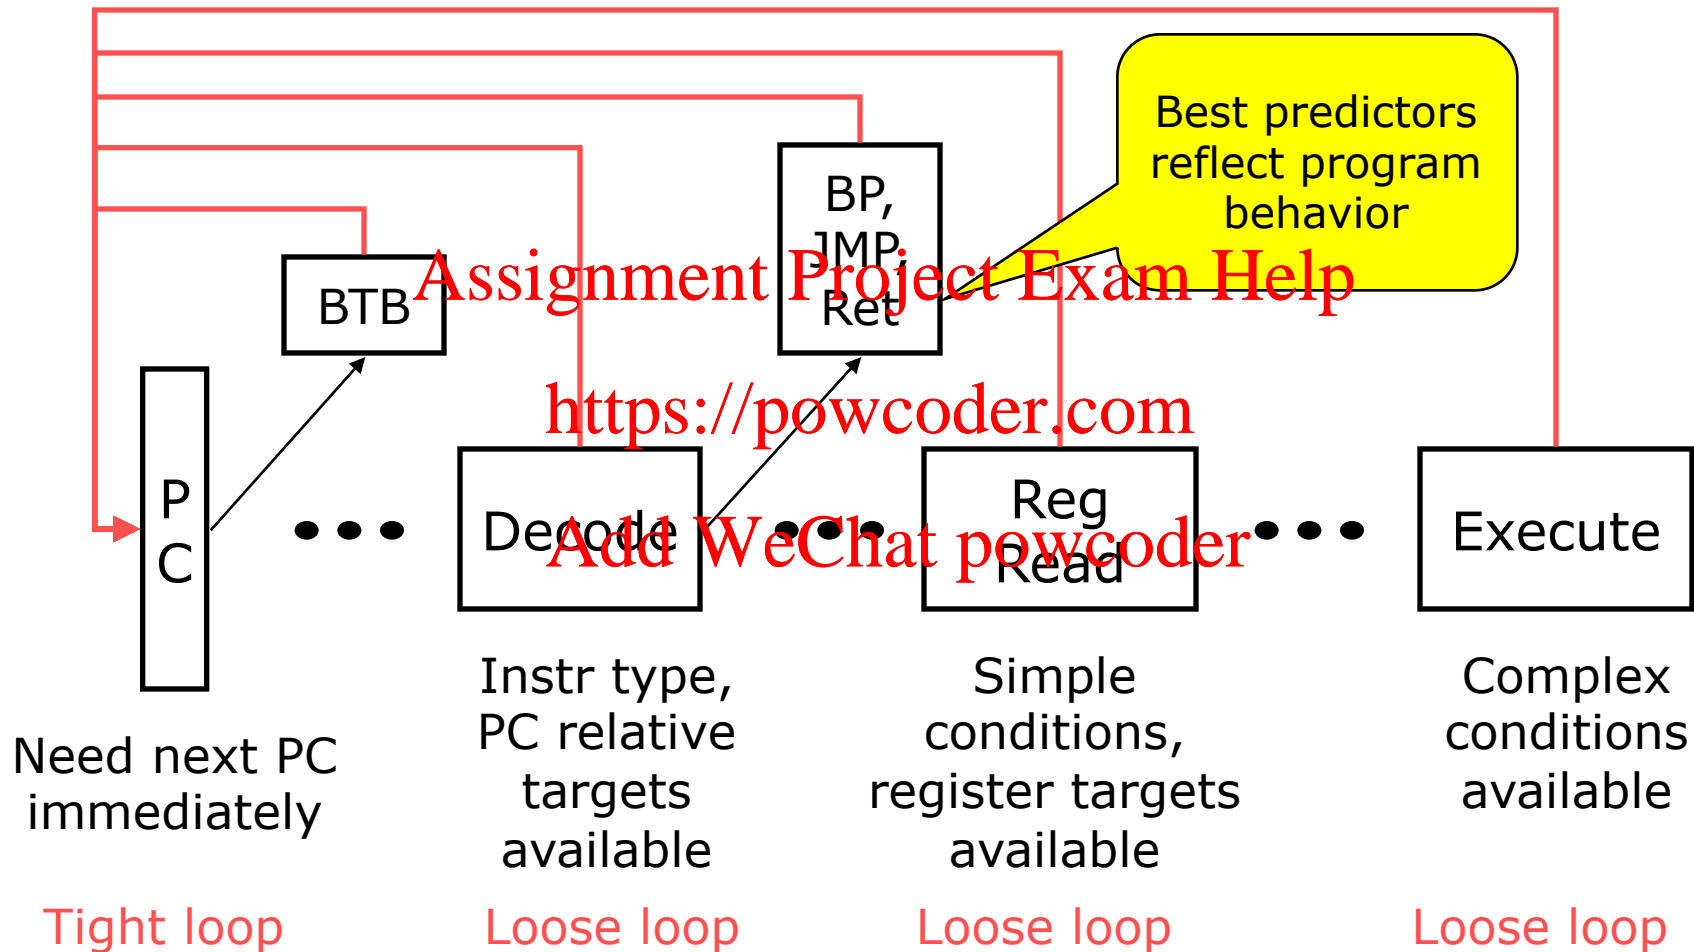 Best predictors
reflect program
behavior
BP,
JMP,
Ret
BTB
Assignment Project Exam Help
https://powcoder.com
P
C
Decode
Reg
Read
Execute
Add WeChat powcoder
Need next PC
immediately
Instr type,
PC relative
targets
available
Simple
conditions,
register targets
available
Complex
conditions
available
Tight loop
Loose loop
Loose loop
Loose loop